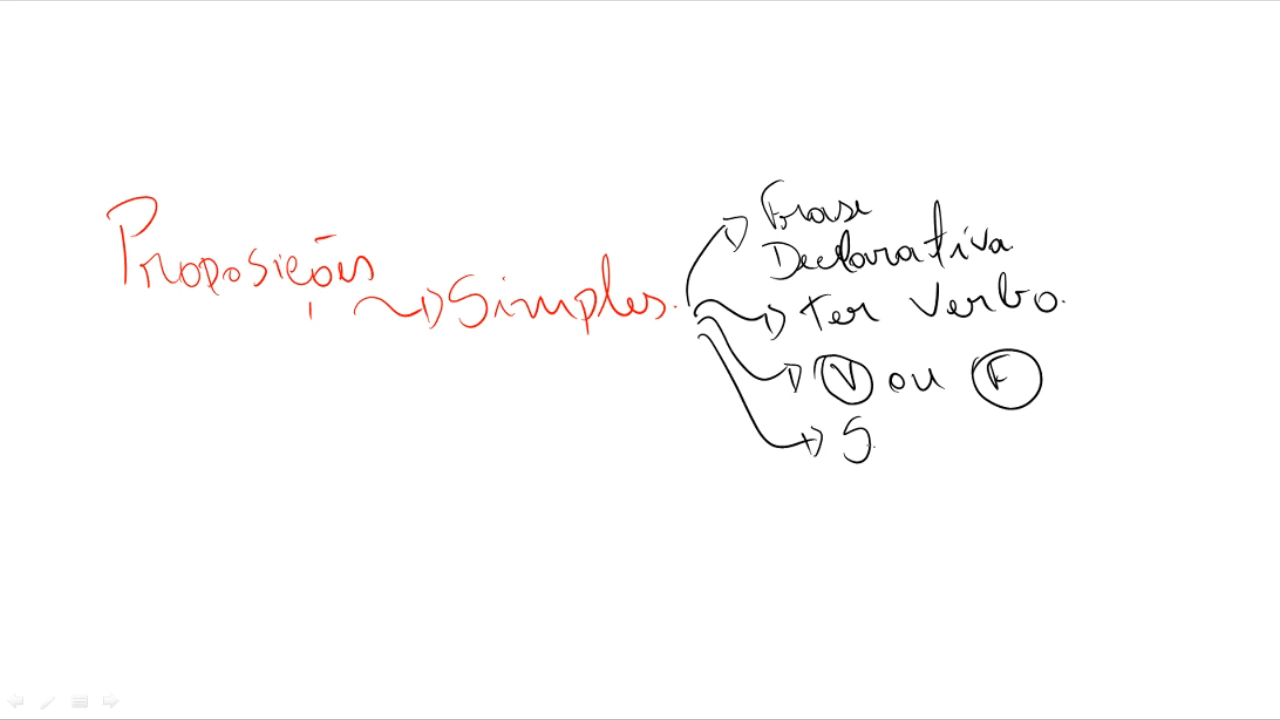 Proposições
Simples.
Frase
Declarativa
ter verbo.
V ou F
S